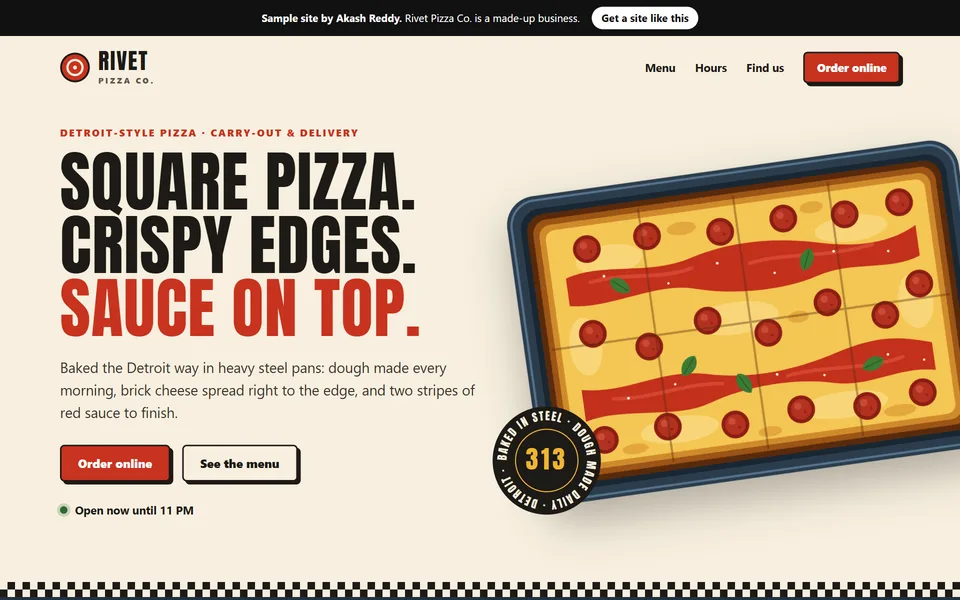 Sample site by Akash Reddy. Rivet Pizza Co. is a made-up business. Get a site like this
RIVET
PIZZA CO.
Menu Hours Find us Order online
DETROIT-STYLE PIZZA · CARRY-OUT & DELIVERY
SQUARE PIZZA.
CRISPY EDGES.
SAUCE ON TOP.
Baked the Detroit way in heavy steel pans: dough made every
morning, brick cheese spread right to the edge, and two stripes of
red sauce to finish.
Order online See the menu
Open now until 11 PM
BAKED IN STEEL · DOUGH MADE DAILY · DETROIT ·
313